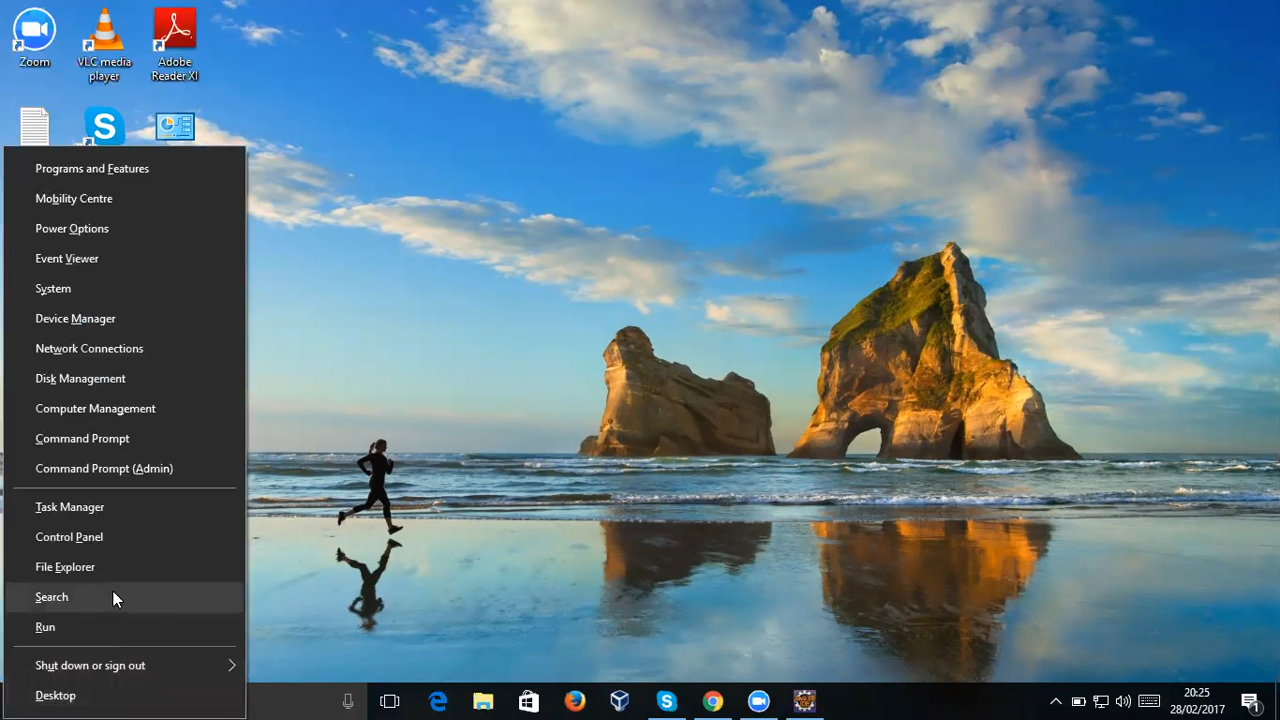 Zoom
VLC media
player
Adobe
Reader XI
S
Programs and Features
Mobility Centre
Power Options
Event Viewer
System
Device Manager
Network Connections
Disk Management
Computer Management
Command Prompt
Command Prompt (Admin)
Task Manager
Control Panel
File Explorer
Search
Run
Shut down or sign out
Desktop
20:25
28/02/2017
1